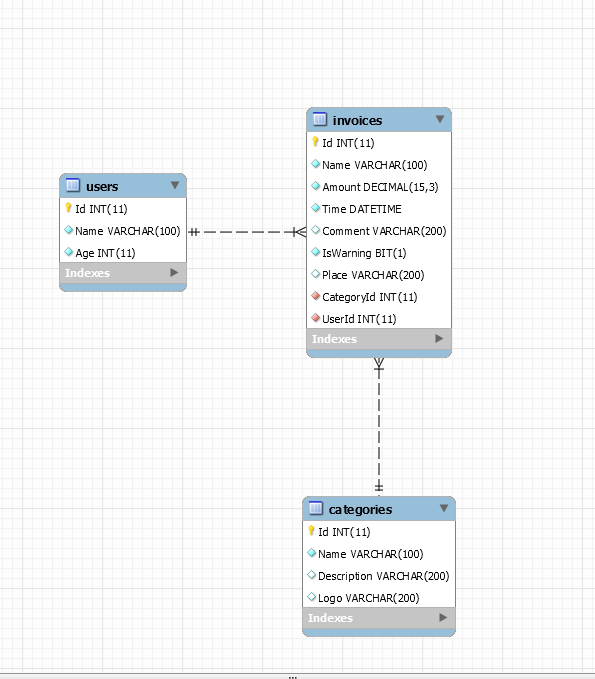 users
Id INT(11)
Name VARCHAR(100)
Age INT(11)
Indexes
invoices
Id INT(11)
Name VARCHAR(100)
Amount DECIMAL(15,3)
Time DATETIME
Comment VARCHAR(200)
IsWarning BIT(1)
Place VARCHAR(200)
CategoryId INT(11)
UserId INT(11)
Indexes
categories
Id INT(11)
Name VARCHAR(100)
Description VARCHAR(200)
Logo VARCHAR(200)
Indexes